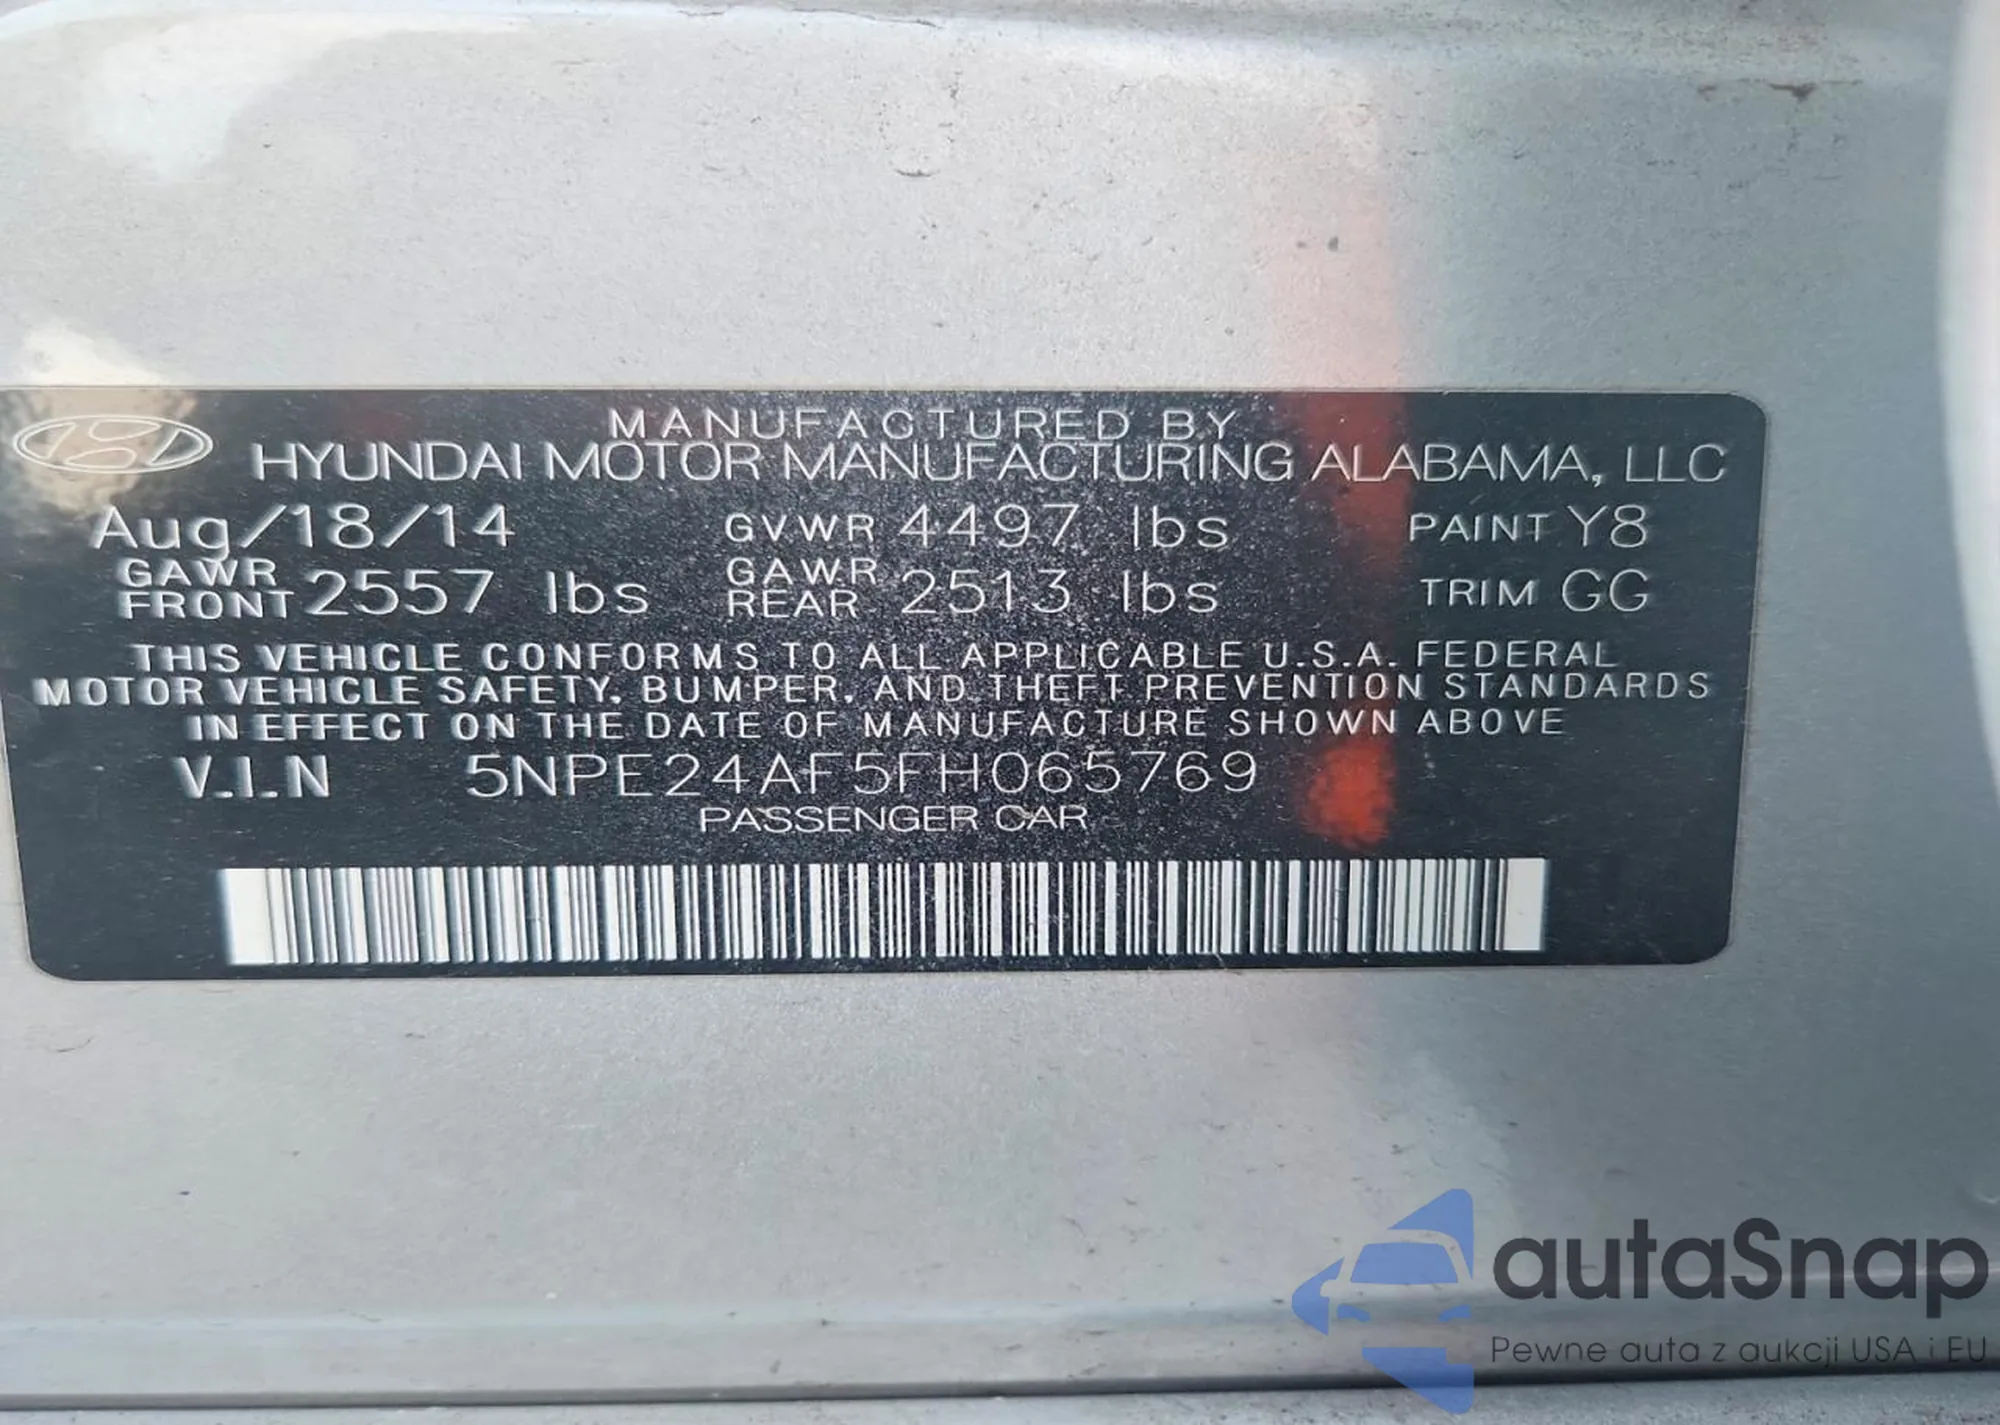 MANUFACTURED BY
HYUNDAI MOTOR MANUFACTURING ALABAMA, LLC
Aug/18/14 GVWR 4497 lbs PAINT Y8
GAWR FRONT 2557 lbs GAWR REAR 2513 lbs TRIM GG
THIS VEHICLE CONFORMS TO ALL APPLICABLE U.S.A. FEDERAL
MOTOR VEHICLE SAFETY, BUMPER, AND THEFT PREVENTION STANDARDS
IN EFFECT ON THE DATE OF MANUFACTURE SHOWN ABOVE
V.I.N 5NPE24AF5FH065769
PASSENGER CAR
autaSnap
Pewne auta z aukcji USA i EU